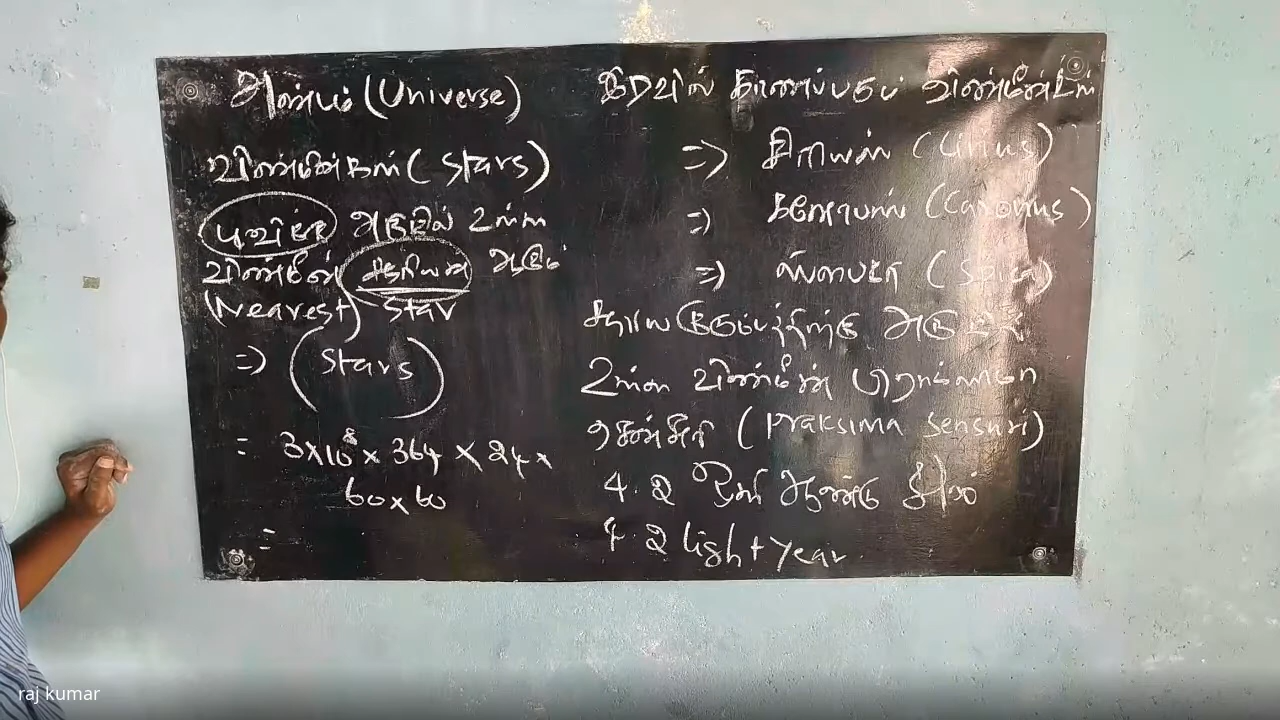 அண்டம் (Universe)
விண்மீன்கள் (Stars)
புவிக்கு அருகில் உள்ள
விண்மீன் சூரியன் ஆகும்
(Nearest) Star
=> (Stars)
= 3x10⁸ x 364 x 24 x
60 x 60
=
இரவில் காணப்படும் விண்மீன்கள்
=> சிரியஸ் (Cirius)
=> கனோபஸ் (Canopus)
=> ஸ்பைகா (Spica)
சூரிய குடும்பத்திற்கு அருகில்
உள்ள விண்மீன் பிராக்ஸிமா
சென்சுரி (Praksima Sensuri)
4.2 ஒளி ஆண்டு
4.2 light year.
raj kumar